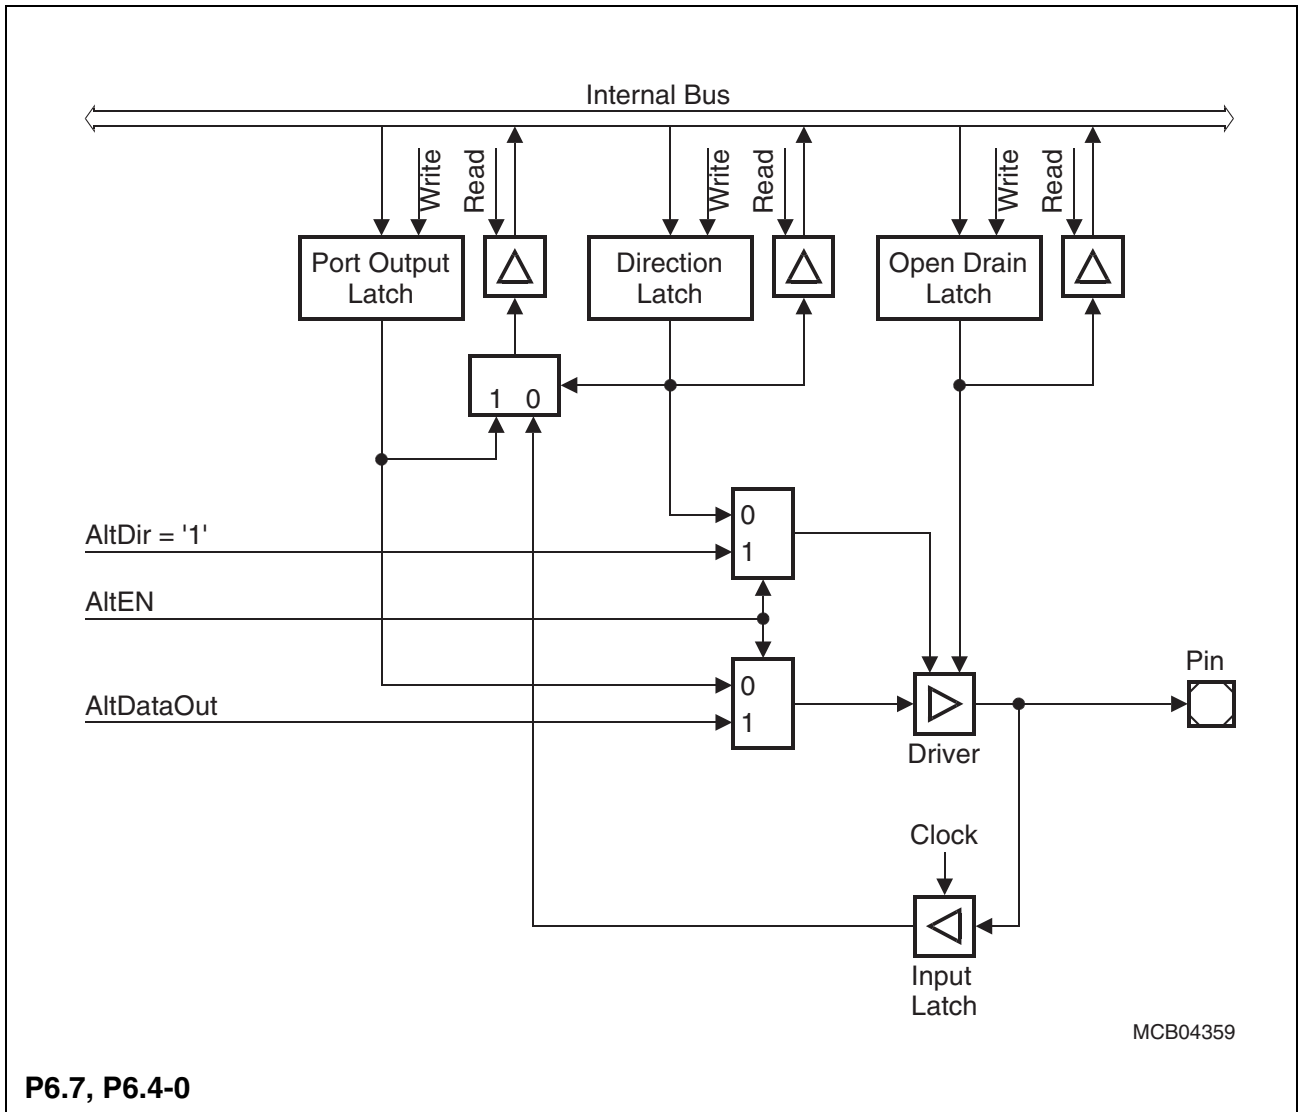 Internal Bus
Write
Read
Write
Read
Write
Read
Port Output
Latch
Direction
Latch
Open Drain
Latch
1 0
0
1
AltDir = '1'
AltEN
0
1
AltDataOut
Pin
Driver
Clock
Input
Latch
MCB04359
P6.7, P6.4-0